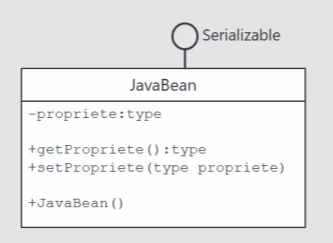 Serializable
JavaBean
-propriete:type
+getPropriete():type
+setPropriete(type propriete)
+JavaBean()